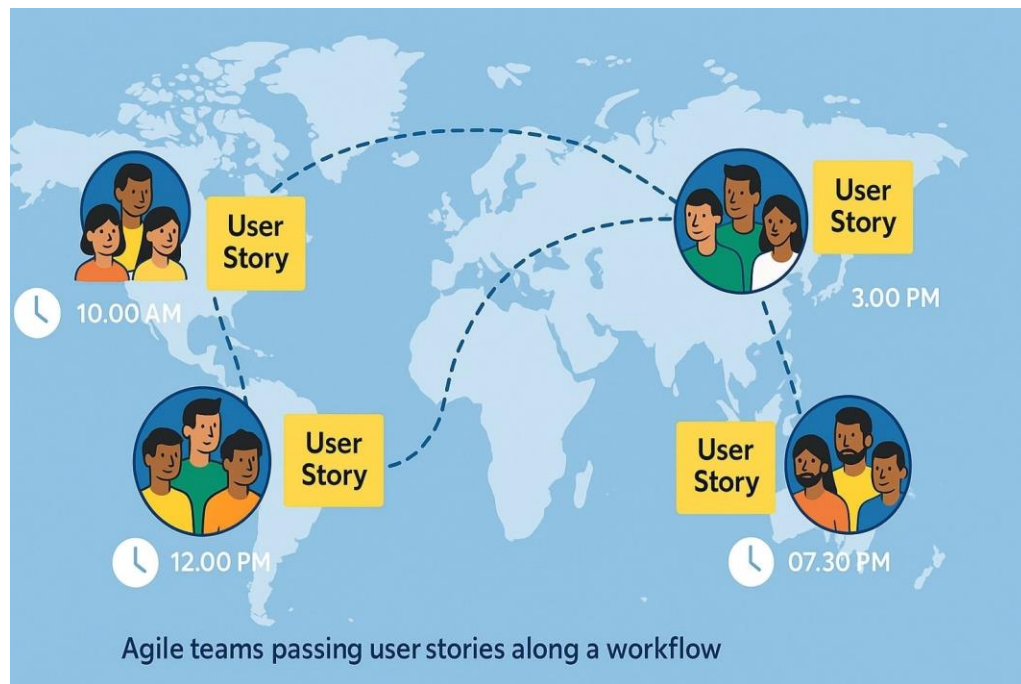 User
Story
10.00 AM
User
Story
3.00 PM
User
Story
12.00 PM
User
Story
07.30 PM
Agile teams passing user stories along a workflow